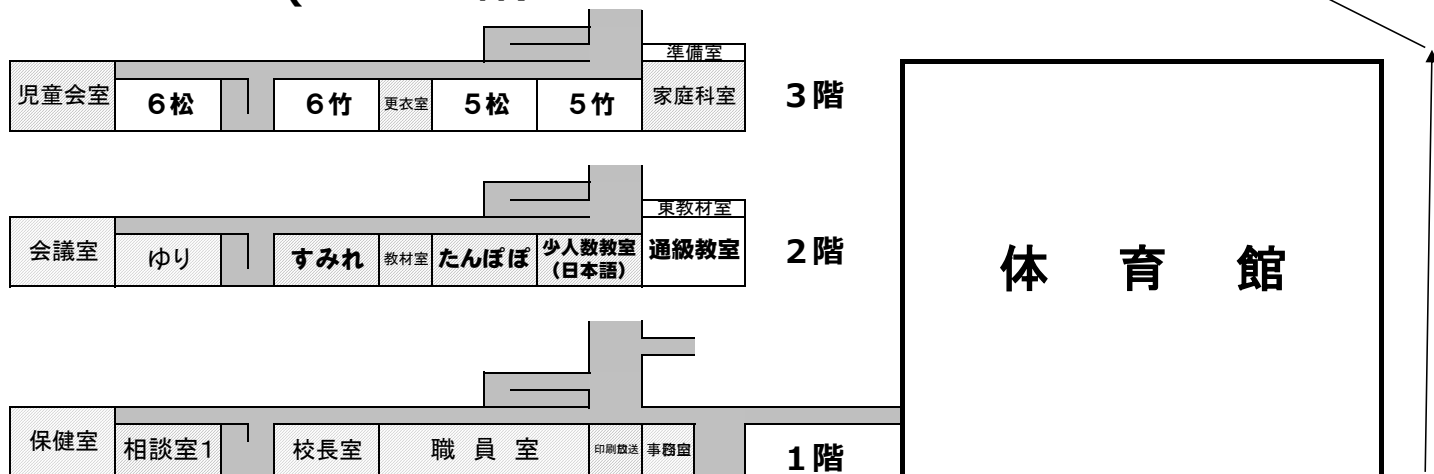 準備室
児童会室
6松
6竹
更衣室
5松
5竹
家庭科室
3階
東教材室
会議室
ゆり
すみれ
教材室
たんぽぽ
少人数教室
(日本語)
通級教室
2階
体 育 館
保健室
相談室1
校長室
職 員 室
印刷放送
事務室
1階